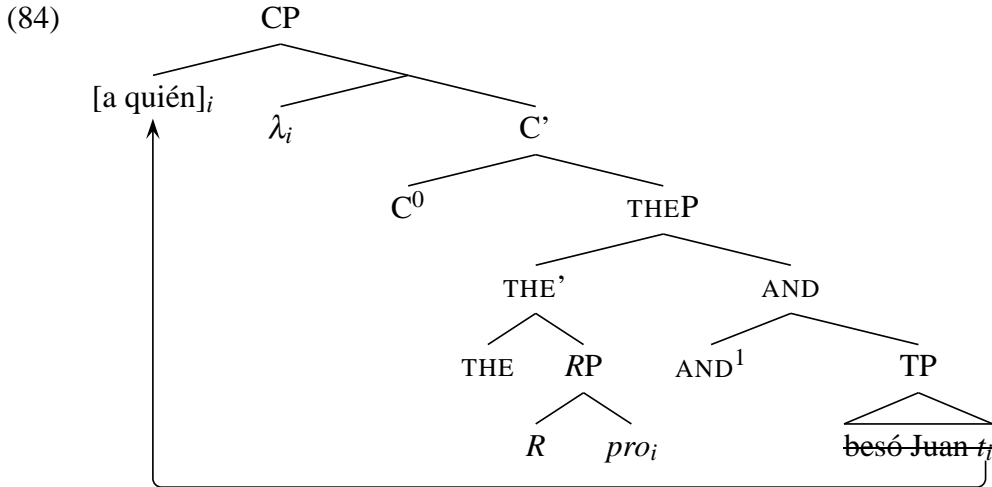 (84) CP
[a quién]i λi C’
C⁰ THEP
THE’ AND
THE RP AND¹ TP
R proi besó Juan ti